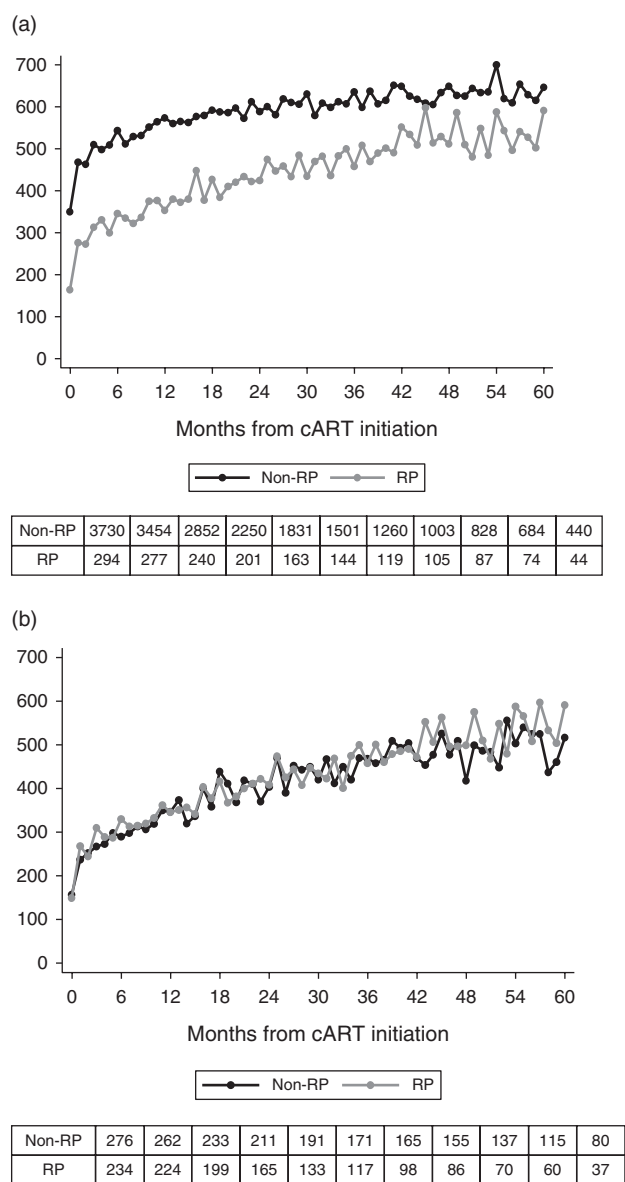 (a)
700
600
500
400
300
200
100
0
0 6 12 18 24 30 36 42 48 54 60
Months from cART initiation
Non-RP RP
Non-RP 3730 3454 2852 2250 1831 1501 1260 1003 828 684 440
RP 294 277 240 201 163 144 119 105 87 74 44
(b)
700
600
500
400
300
200
100
0
0 6 12 18 24 30 36 42 48 54 60
Months from cART initiation
Non-RP RP
Non-RP 276 262 233 211 191 171 165 155 137 115 80
RP 234 224 199 165 133 117 98 86 70 60 37